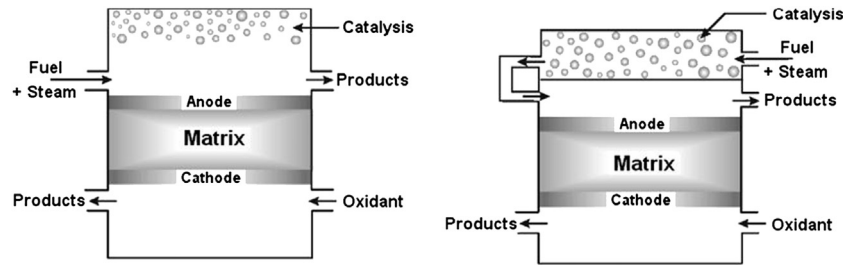 Catalysis
Fuel
+ Steam
Products
Anode
Matrix
Cathode
Products
Oxidant
Catalysis
Fuel
+ Steam
Products
Anode
Matrix
Cathode
Products
Oxidant